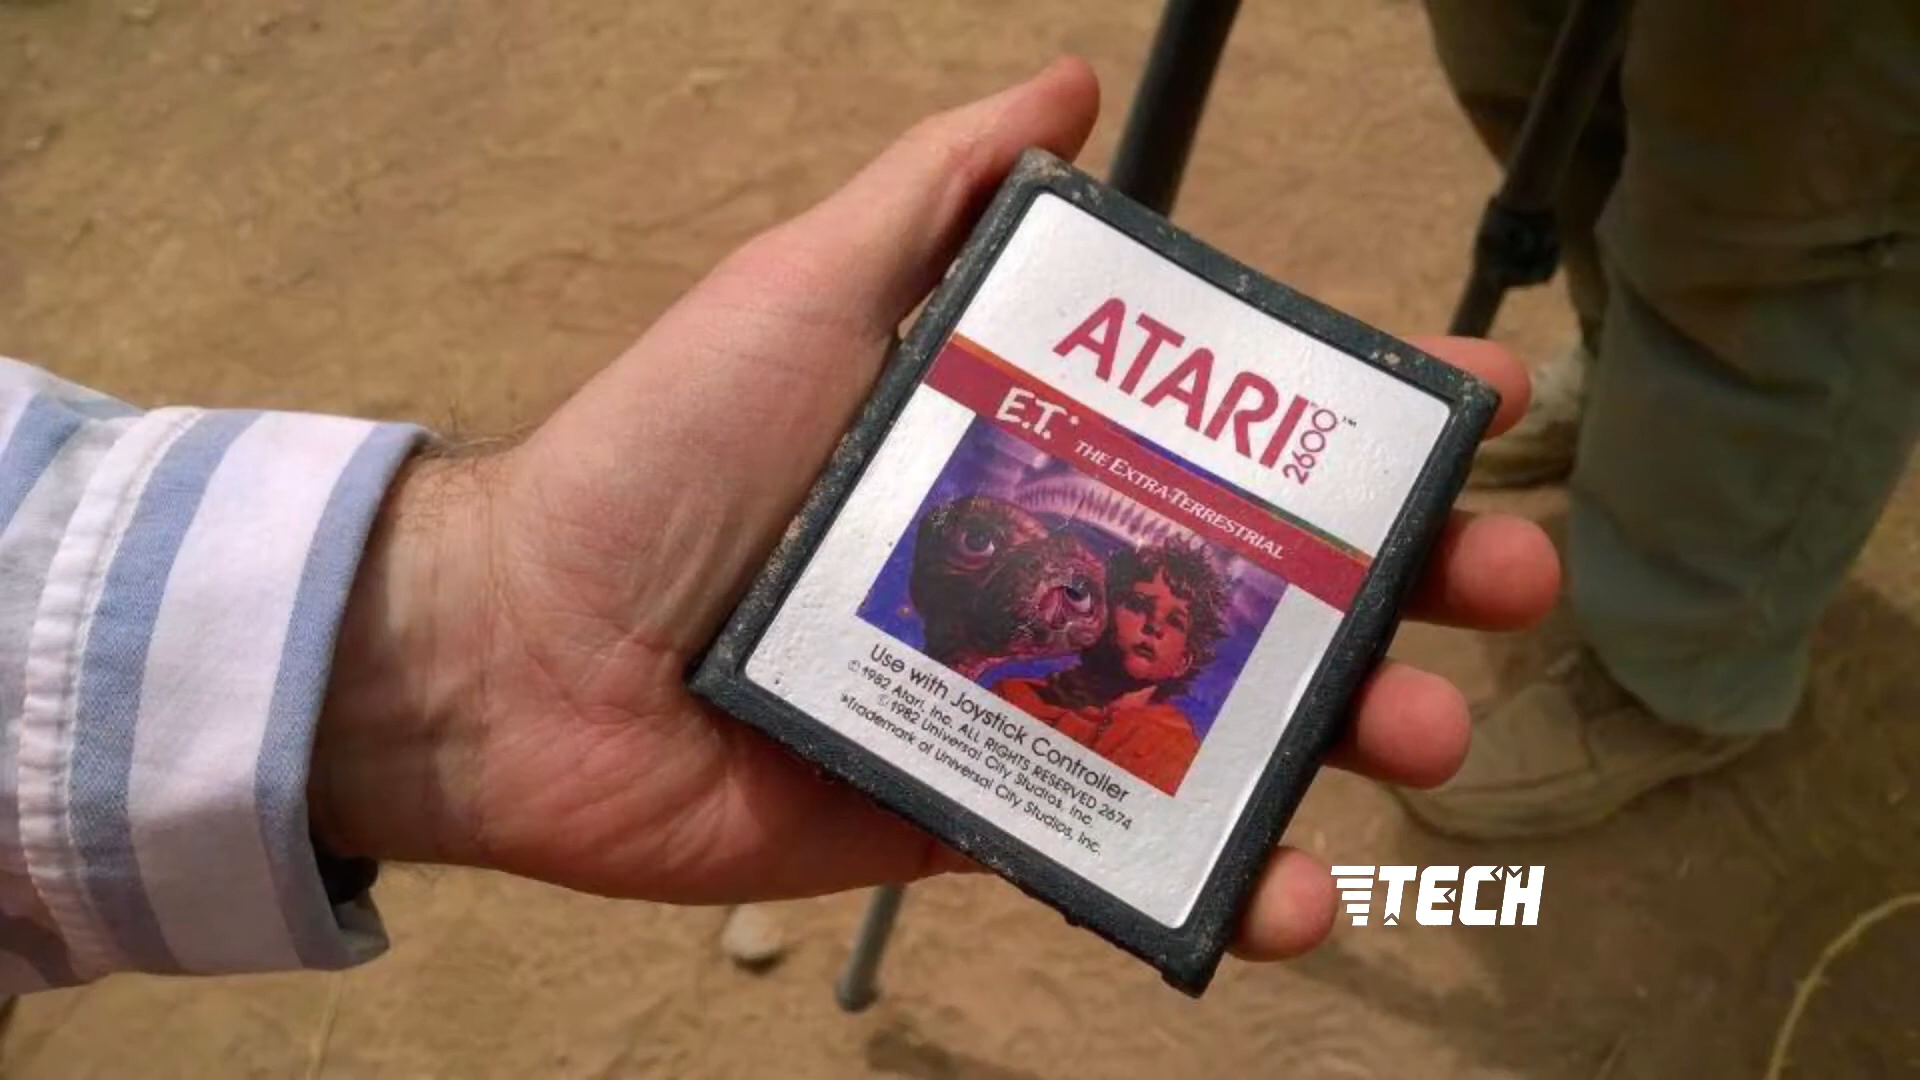 ATARI 2600™
E.T.* THE EXTRA-TERRESTRIAL
Use with Joystick Controller
© 1982 Atari, Inc. ALL RIGHTS RESERVED 2674
© 1982 Universal City Studios, Inc.
*Trademark of Universal City Studios, Inc.
TECH